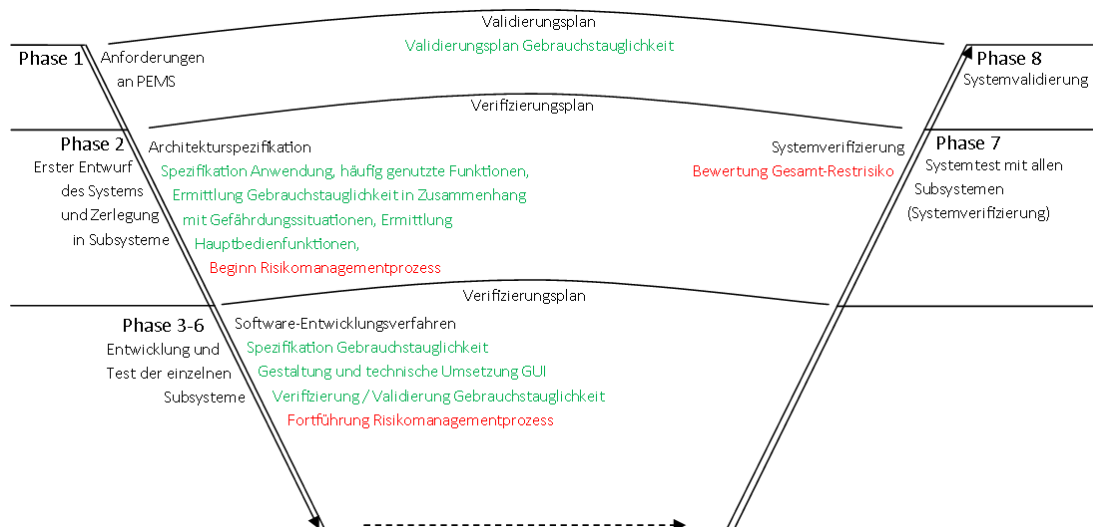 Validierungsplan
Validierungsplan Gebrauchstauglichkeit
Phase 1
Anforderungen
an PEMS
Phase 8
Systemvalidierung
Verifizierungsplan
Phase 2
Erster Entwurf
des Systems
und Zerlegung
in Subsysteme
Architekturspezifikation
Spezifikation Anwendung, häufig genutzte Funktionen,
Ermittlung Gebrauchstauglichkeit in Zusammenhang
mit Gefährdungssituationen, Ermittlung
Hauptbedienfunktionen,
Beginn Risikomanagementprozess
Systemverifizierung
Bewertung Gesamt-Restrisiko
Phase 7
Systemtest mit allen
Subsystemen
(Systemverifizierung)
Verifizierungsplan
Phase 3-6
Entwicklung und
Test der einzelnen
Subsysteme
Software-Entwicklungsverfahren
Spezifikation Gebrauchstauglichkeit
Gestaltung und technische Umsetzung GUI
Verifizierung / Validierung Gebrauchstauglichkeit
Fortführung Risikomanagementprozess